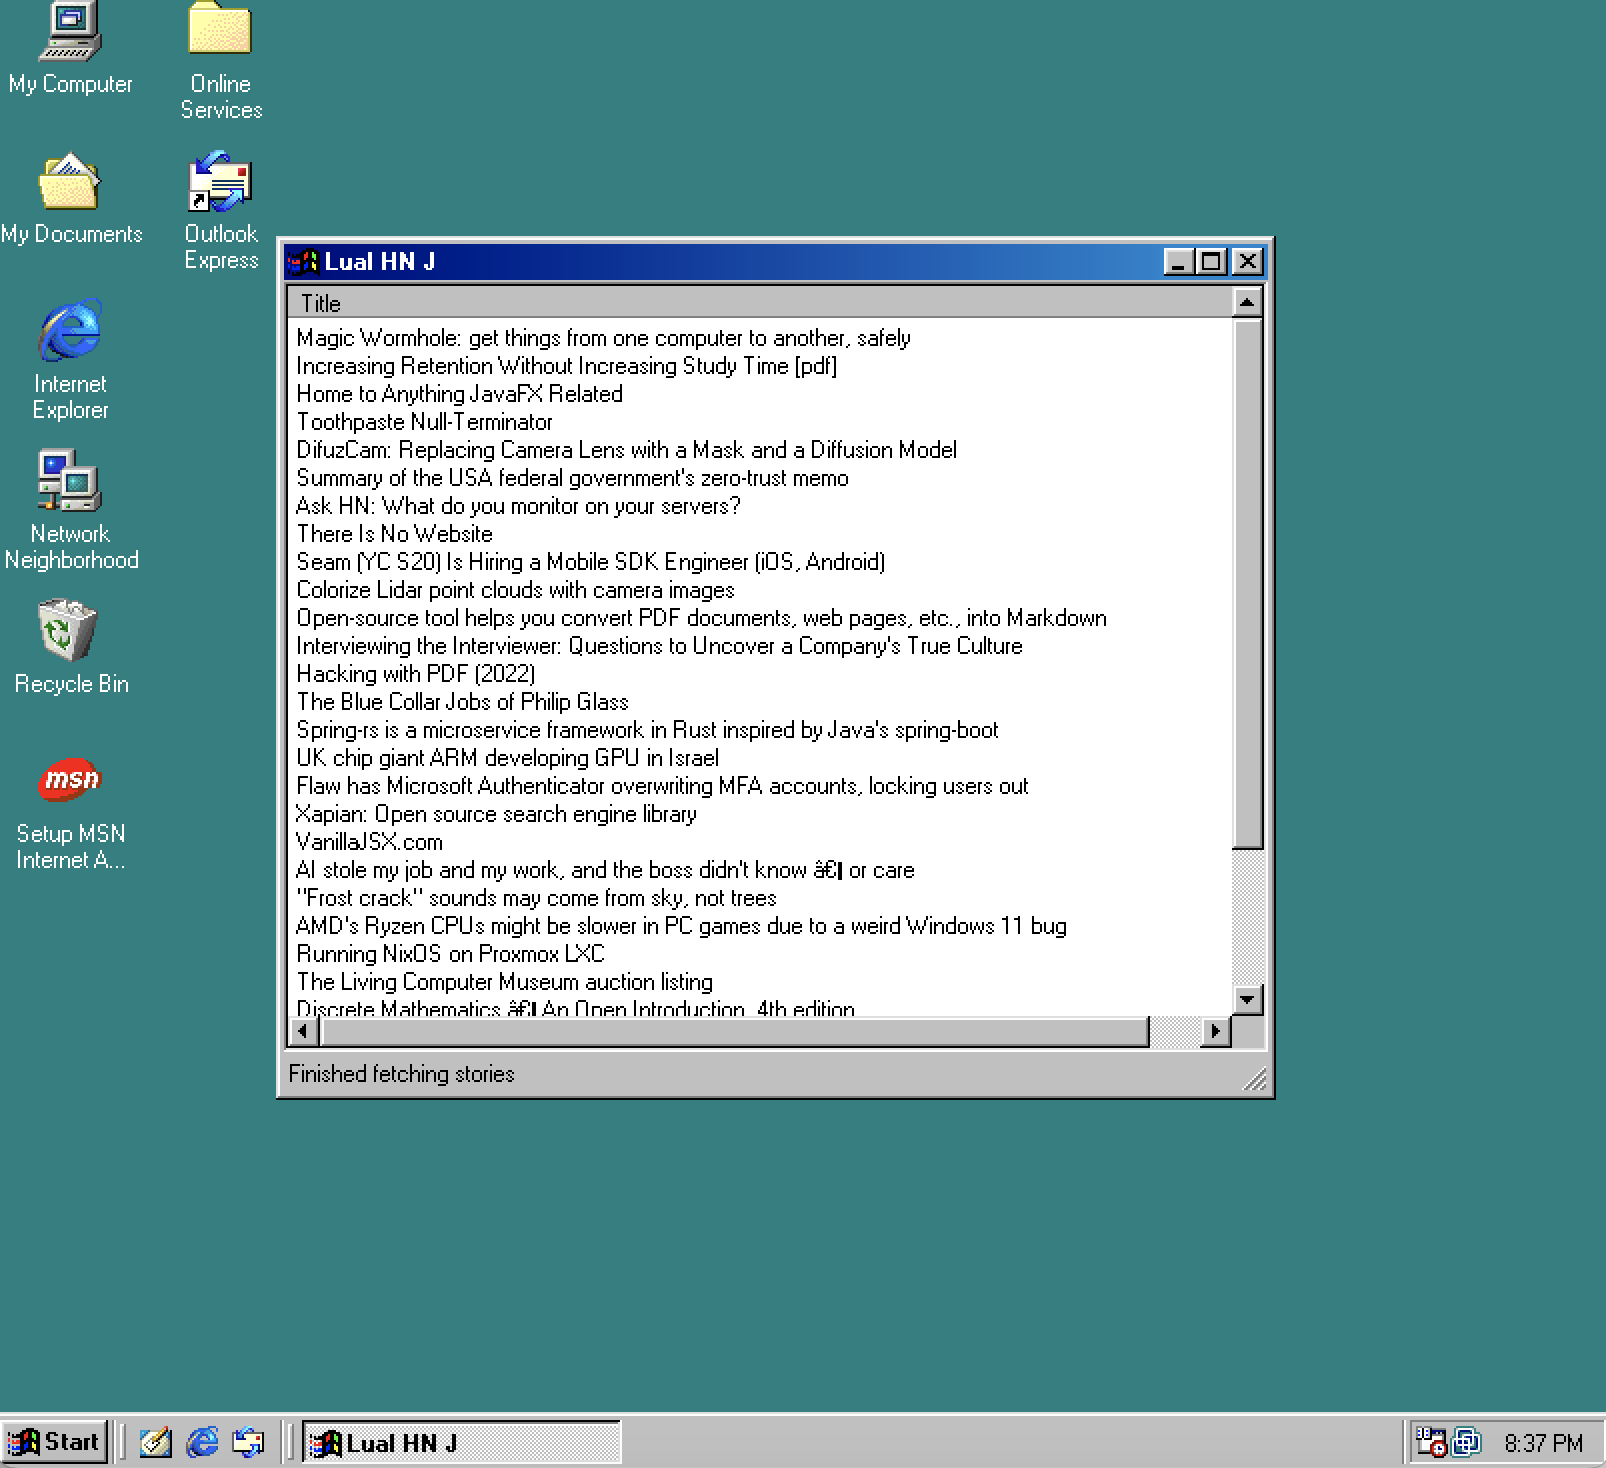 My Computer
Online
Services
My Documents
Outlook
Express
Internet
Explorer
Network
Neighborhood
Recycle Bin
msn
Setup MSN
Internet A...
Lual HN J
Title
Magic Wormhole: get things from one computer to another, safely
Increasing Retention Without Increasing Study Time [pdf]
Home to Anything JavaFX Related
Toothpaste Null-Terminator
DifuzCam: Replacing Camera Lens with a Mask and a Diffusion Model
Summary of the USA federal government's zero-trust memo
Ask HN: What do you monitor on your servers?
There Is No Website
Seam (YC S20) Is Hiring a Mobile SDK Engineer (iOS, Android)
Colorize Lidar point clouds with camera images
Open-source tool helps you convert PDF documents, web pages, etc., into Markdown
Interviewing the Interviewer: Questions to Uncover a Company's True Culture
Hacking with PDF (2022)
The Blue Collar Jobs of Philip Glass
Spring-rs is a microservice framework in Rust inspired by Java's spring-boot
UK chip giant ARM developing GPU in Israel
Flaw has Microsoft Authenticator overwriting MFA accounts, locking users out
Xapian: Open source search engine library
VanillaJSX.com
AI stole my job and my work, and the boss didn't know â€| or care
"Frost crack" sounds may come from sky, not trees
AMD's Ryzen CPUs might be slower in PC games due to a weird Windows 11 bug
Running NixOS on Proxmox LXC
The Living Computer Museum auction listing
Discrete Mathematics â€| An Open Introduction, 4th edition
Finished fetching stories
Start
Lual HN J
8:37 PM